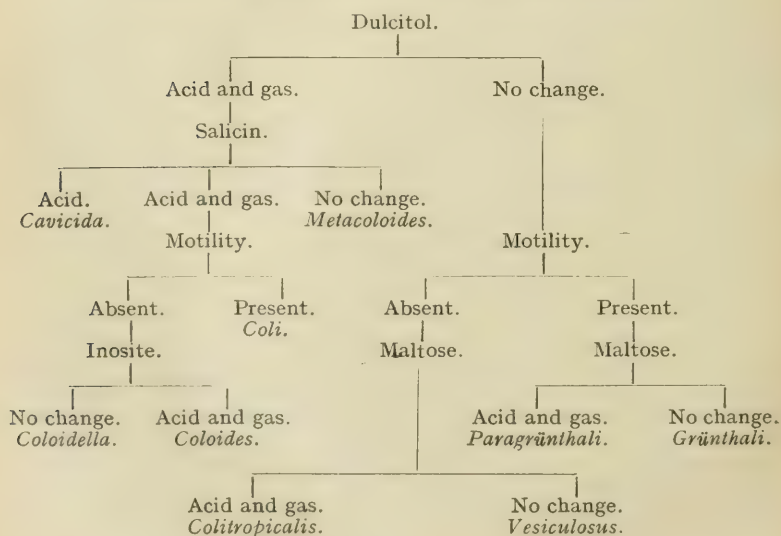 Dulcitol.
Acid and gas. No change.
Salicin.
Acid. Acid and gas. No change.
Cavicida. Metacoloides.
Motility. Motility.
Absent. Present. Absent. Present.
Coli.
Inosite. Maltose. Maltose.
No change. Acid and gas. Acid and gas. No change.
Coloidella. Coloides. Paragrünthali. Grünthali.
Acid and gas. No change.
Colitropicalis. Vesiculosus.